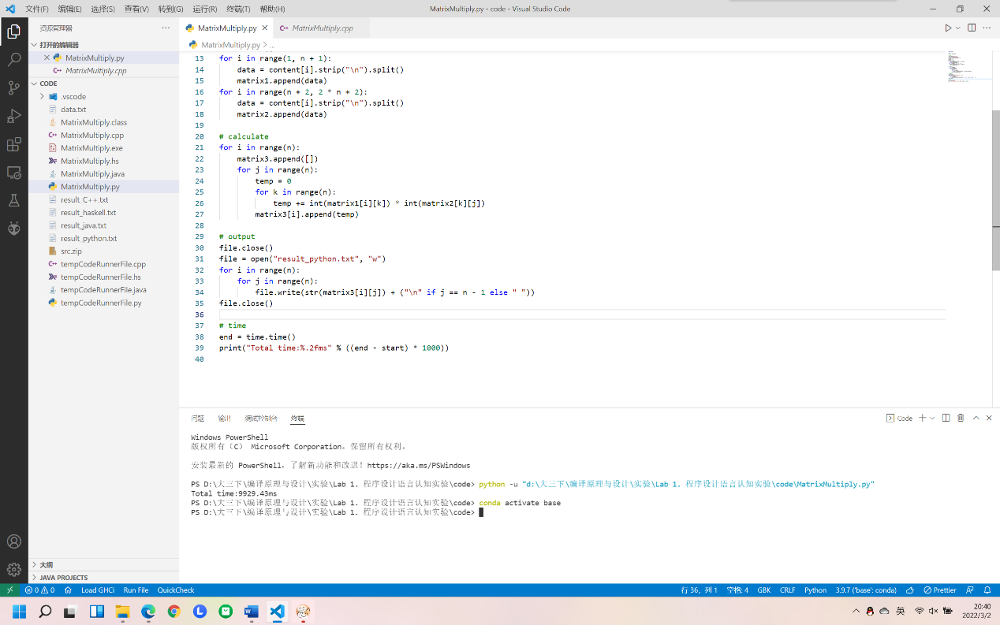 文件(F) 编辑(E) 选择(S) 查看(V) 转到(G) 运行(R) 终端(T) 帮助(H) MatrixMultiply.py - code - Visual Studio Code
资源管理器
打开的编辑器
MatrixMultiply.py
MatrixMultiply.cpp
CODE
.vscode
data.txt
MatrixMultiply.class
MatrixMultiply.cpp
MatrixMultiply.exe
MatrixMultiply.hs
MatrixMultiply.java
MatrixMultiply.py
result_C++.txt
result_haskell.txt
result_java.txt
result_python.txt
src.zip
tempCodeRunnerFile.cpp
tempCodeRunnerFile.hs
tempCodeRunnerFile.java
tempCodeRunnerFile.py
大纲
JAVA PROJECTS
MatrixMultiply.py MatrixMultiply.cpp
MatrixMultiply.py > ...
13 for i in range(1, n + 1):
14 data = content[i].strip("\n").split()
15 matrix1.append(data)
16 for i in range(n + 2, 2 * n + 2):
17 data = content[i].strip("\n").split()
18 matrix2.append(data)
19
20 # calculate
21 for i in range(n):
22 matrix3.append([])
23 for j in range(n):
24 temp = 0
25 for k in range(n):
26 temp += int(matrix1[i][k]) * int(matrix2[k][j])
27 matrix3[i].append(temp)
28
29 # output
30 file.close()
31 file = open("result_python.txt", "w")
32 for i in range(n):
33 for j in range(n):
34 file.write(str(matrix3[i][j]) + ("\n" if j == n - 1 else " "))
35 file.close()
36
37 # time
38 end = time.time()
39 print("Total time:%.2fms" % ((end - start) * 1000))
40
问题 输出 调试控制台 终端 Code
Windows PowerShell
版权所有（C） Microsoft Corporation。保留所有权利。
安装最新的 PowerShell，了解新功能和改进！https://aka.ms/PSWindows
PS D:\大三下\编译原理与设计\实验\Lab 1. 程序设计语言认知实验\code> python -u "d:\大三下\编译原理与设计\实验\Lab 1. 程序设计语言认知实验\code\MatrixMultiply.py"
Total time:9929.43ms
PS D:\大三下\编译原理与设计\实验\Lab 1. 程序设计语言认知实验\code> conda activate base
PS D:\大三下\编译原理与设计\实验\Lab 1. 程序设计语言认知实验\code>
0 0 Load GHCi Run File QuickCheck 行 36，列 1 空格: 4 GBK CRLF Python 3.9.7 ('base': conda) Prettier
英 20:40
2022/3/2